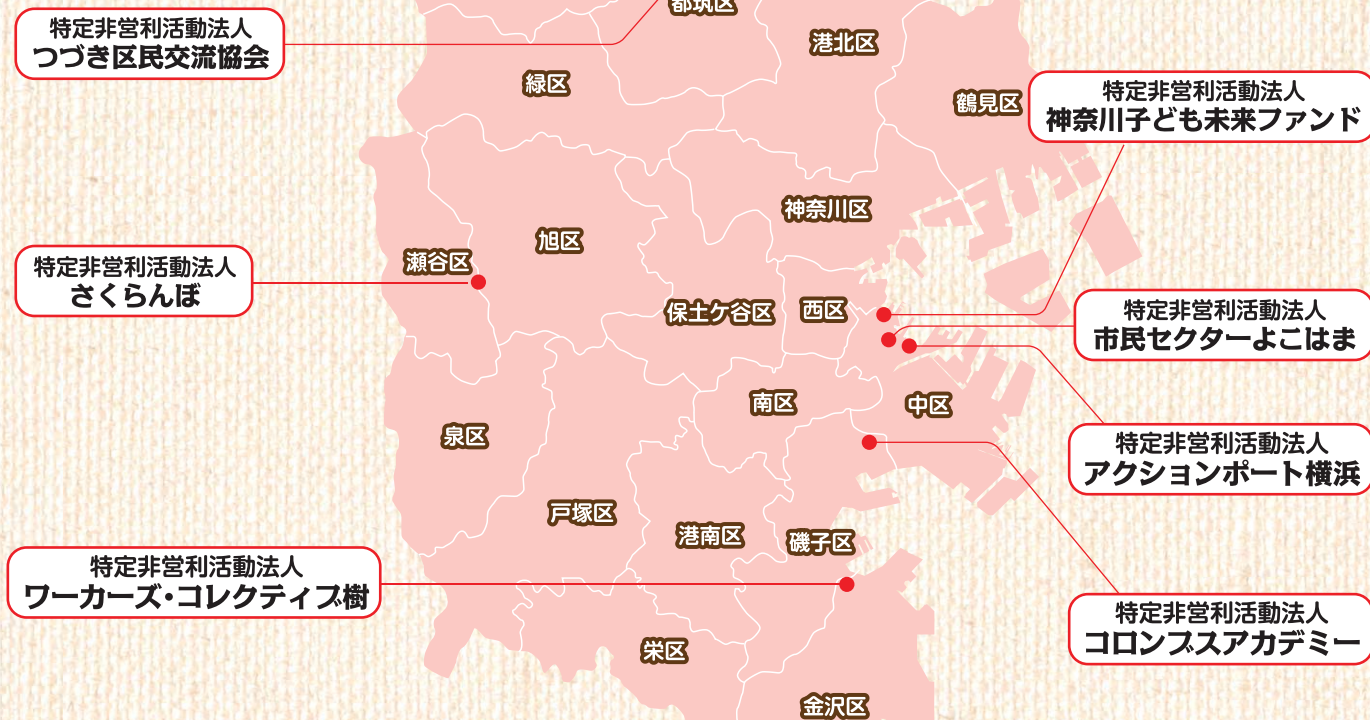 都筑区
特定非営利活動法人
つづき区民交流協会
港北区
緑区
鶴見区
特定非営利活動法人
神奈川子ども未来ファンド
神奈川区
旭区
瀬谷区
特定非営利活動法人
さくらんぼ
保土ケ谷区
西区
特定非営利活動法人
市民セクターよこはま
南区
中区
泉区
特定非営利活動法人
アクションポート横浜
戸塚区
港南区
磯子区
特定非営利活動法人
ワーカーズ・コレクティブ樹
特定非営利活動法人
コロンブスアカデミー
栄区
金沢区